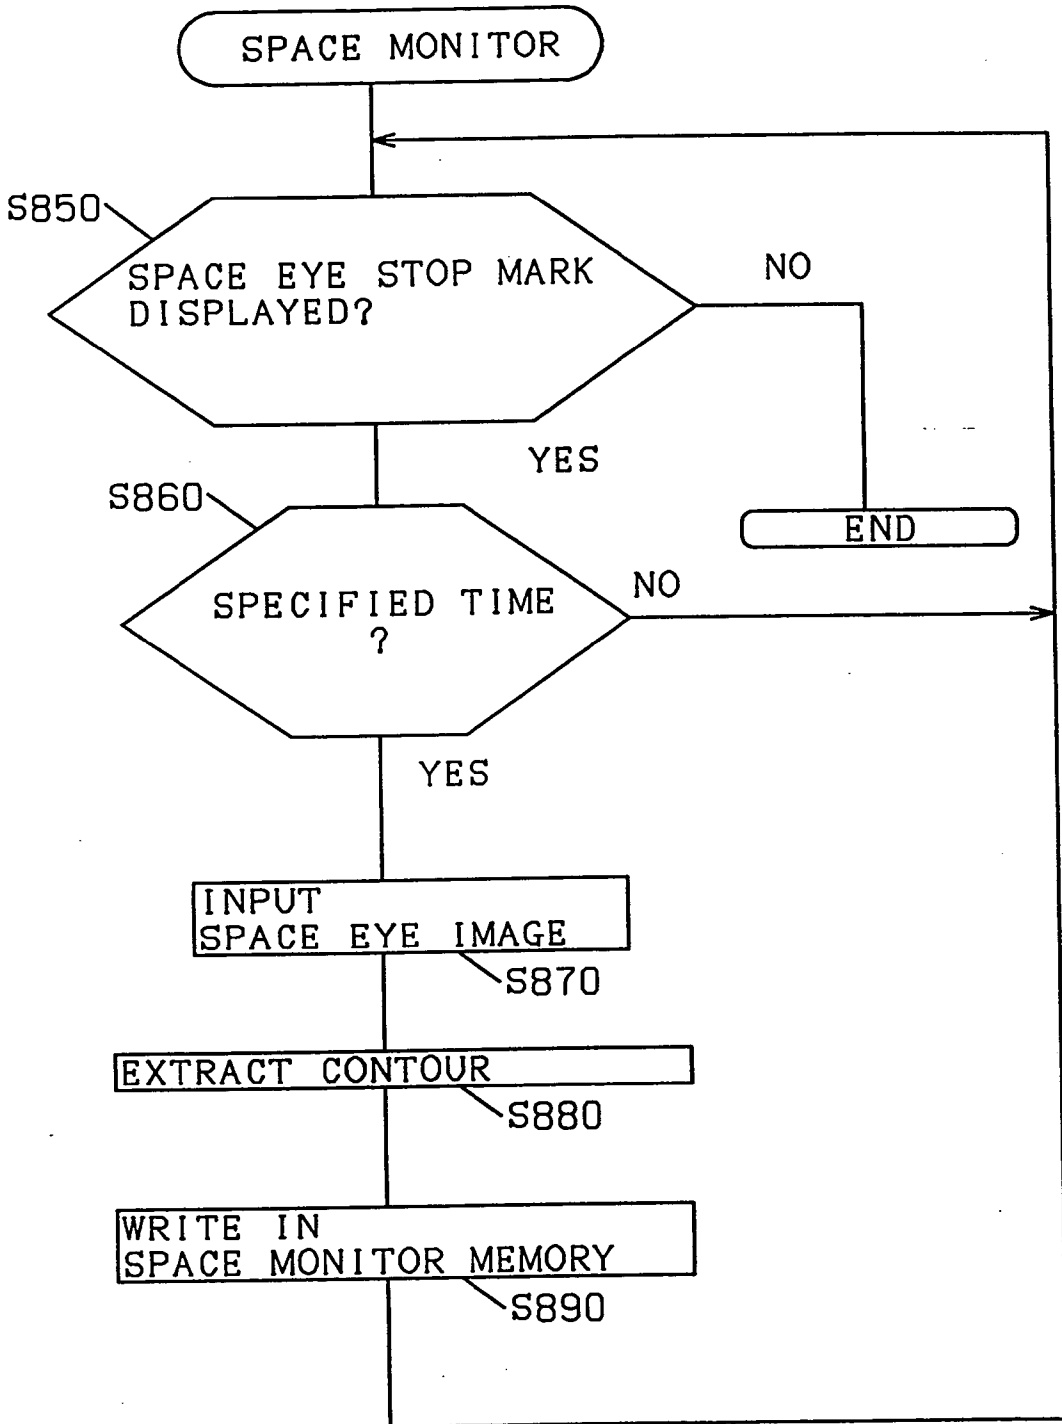 SPACE MONITOR
S850
SPACE EYE STOP MARK
DISPLAYED?
NO
YES
S860
END
SPECIFIED TIME
?
NO
YES
INPUT
SPACE EYE IMAGE
S870
EXTRACT CONTOUR
S880
WRITE IN
SPACE MONITOR MEMORY
S890